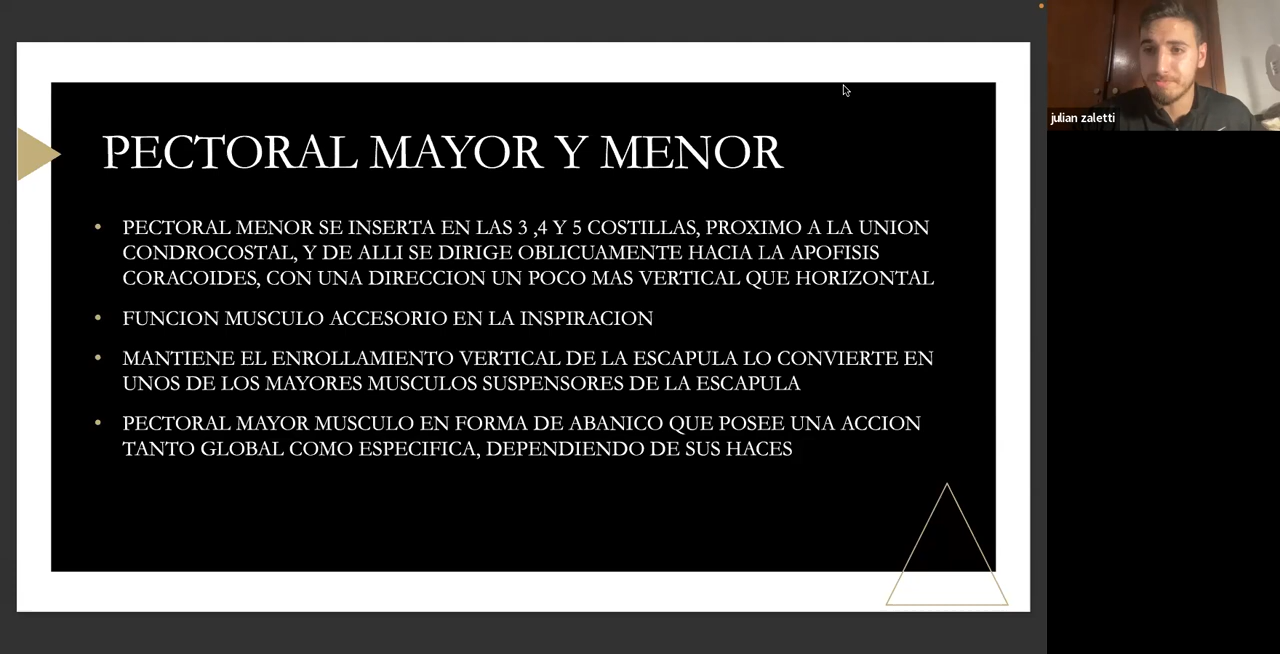 PECTORAL MAYOR Y MENOR
• PECTORAL MENOR SE INSERTA EN LAS 3 ,4 Y 5 COSTILLAS, PROXIMO A LA UNION
CONDROCOSTAL, Y DE ALLI SE DIRIGE OBLICUAMENTE HACIA LA APOFISIS
CORACOIDES, CON UNA DIRECCION UN POCO MAS VERTICAL QUE HORIZONTAL
• FUNCION MUSCULO ACCESORIO EN LA INSPIRACION
• MANTIENE EL ENROLLAMIENTO VERTICAL DE LA ESCAPULA LO CONVIERTE EN
UNOS DE LOS MAYORES MUSCULOS SUSPENSORES DE LA ESCAPULA
• PECTORAL MAYOR MUSCULO EN FORMA DE ABANICO QUE POSEE UNA ACCION
TANTO GLOBAL COMO ESPECIFICA, DEPENDIENDO DE SUS HACES
julian zaletti